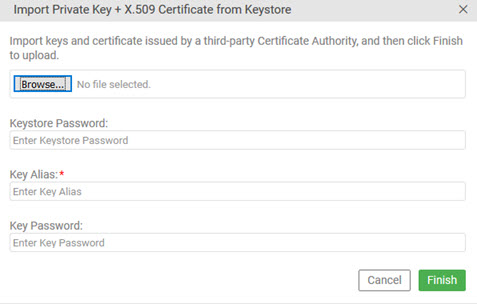 Import Private Key + X.509 Certificate from Keystore
Import keys and certificate issued by a third-party Certificate Authority, and then click Finish
to upload.
Browse... No file selected.
Keystore Password:
Enter Keystore Password
Key Alias:*
Enter Key Alias
Key Password:
Enter Key Password
Cancel Finish